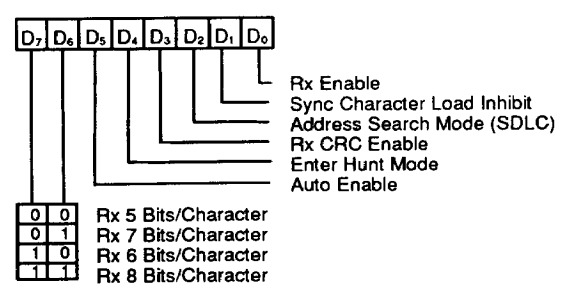 D7 D6 D5 D4 D3 D2 D1 D0
Rx Enable
Sync Character Load Inhibit
Address Search Mode (SDLC)
Rx CRC Enable
Enter Hunt Mode
Auto Enable
0 0 Rx 5 Bits/Character
0 1 Rx 7 Bits/Character
1 0 Rx 6 Bits/Character
1 1 Rx 8 Bits/Character